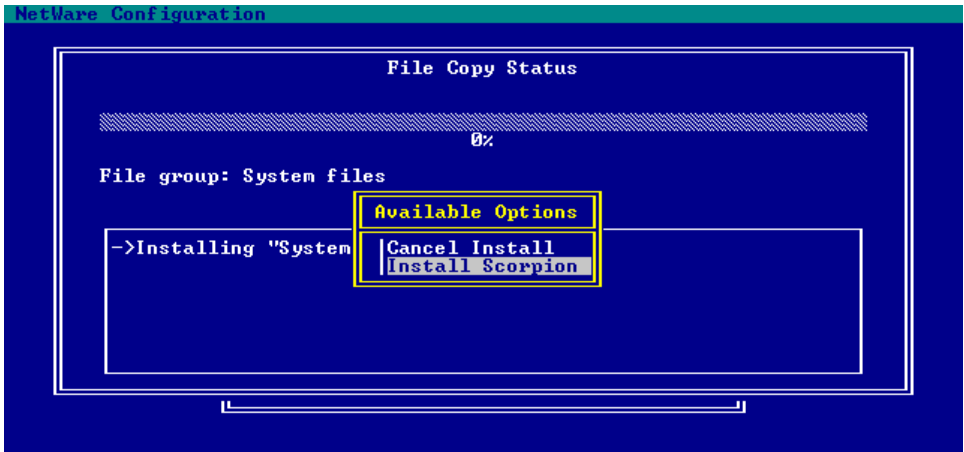 NetWare Configuration
File Copy Status
0%
File group: System files
Available Options
->Installing "System
Cancel Install
Install Scorpion